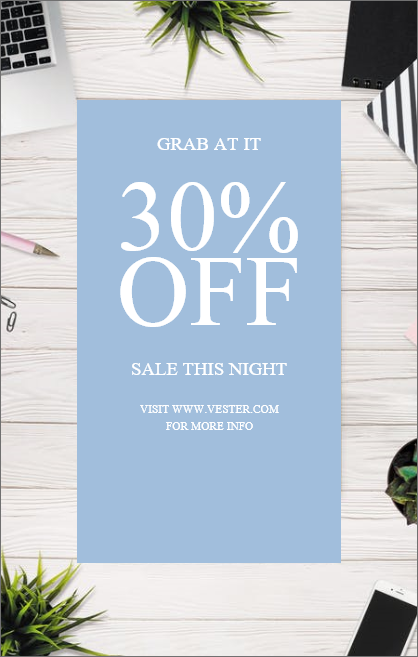 GRAB AT IT
30%
OFF
SALE THIS NIGHT
VISIT WWW.VESTER.COM
FOR MORE INFO